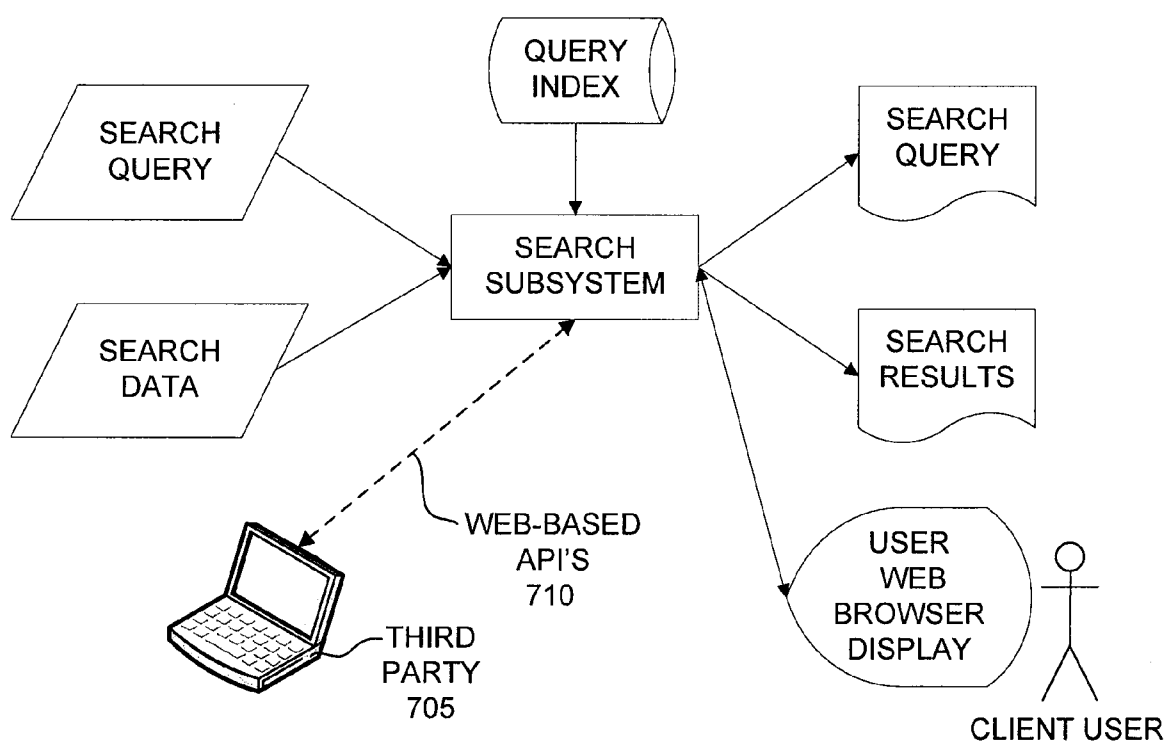 QUERY
INDEX
SEARCH
QUERY
SEARCH
QUERY
SEARCH
SUBSYSTEM
SEARCH
DATA
SEARCH
RESULTS
WEB-BASED
API'S
710
USER
WEB
BROWSER
DISPLAY
THIRD
PARTY
705
CLIENT USER